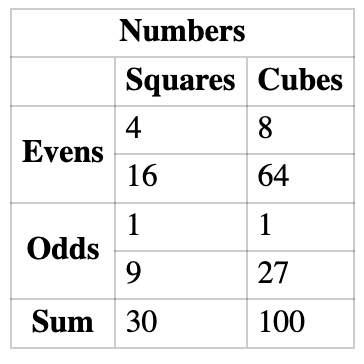 Numbers
Squares Cubes
Evens
4 8
16 64
Odds
1 1
9 27
Sum 30 100